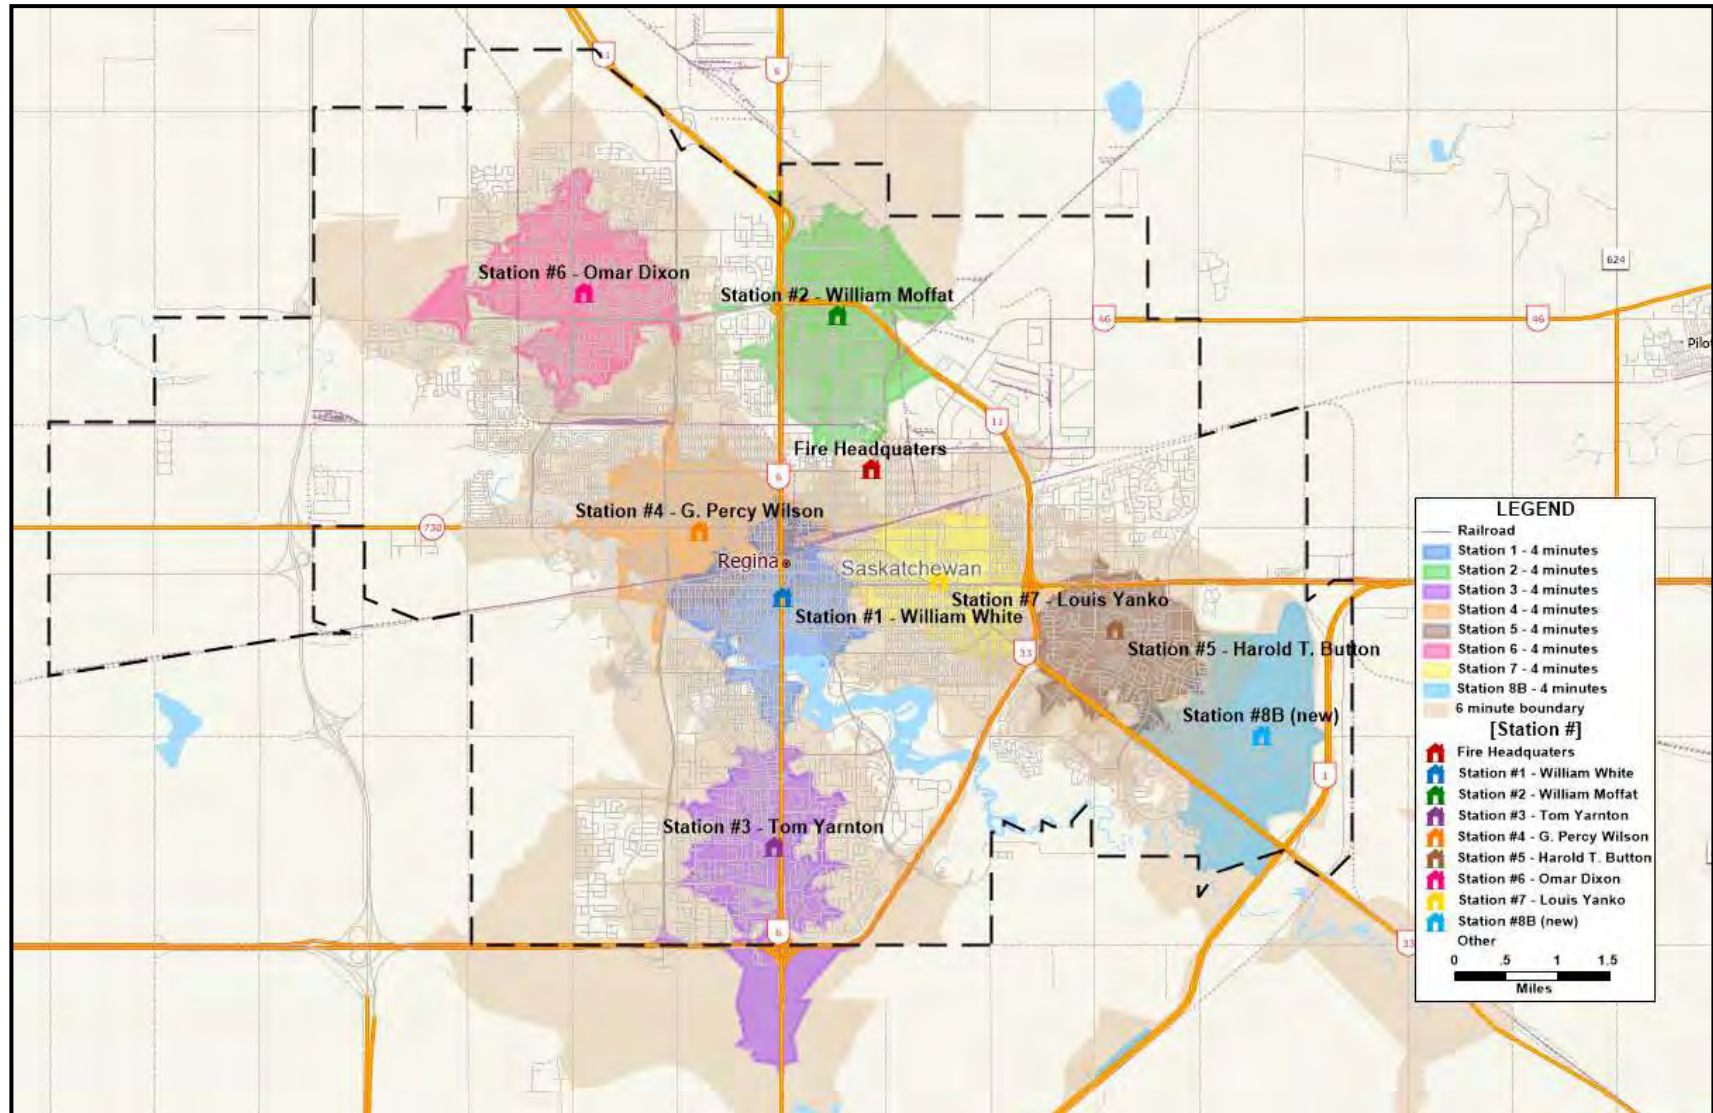 11
6
624
Station #6 - Omar Dixon
Station #2 - William Moffat
46
46
Pilot
11
Fire Headquaters
6
Station #4 - G. Percy Wilson
730
Regina
Saskatchewan
Station #7 - Louis Yanko
Station #1 - William White
33
Station #5 - Harold T. Button
Station #8B (new)
1
Station #3 - Tom Yarnton
6
33
LEGEND
Railroad
Station 1 - 4 minutes
Station 2 - 4 minutes
Station 3 - 4 minutes
Station 4 - 4 minutes
Station 5 - 4 minutes
Station 6 - 4 minutes
Station 7 - 4 minutes
Station 8B - 4 minutes
6 minute boundary
[Station #]
Fire Headquaters
Station #1 - William White
Station #2 - William Moffat
Station #3 - Tom Yarnton
Station #4 - G. Percy Wilson
Station #5 - Harold T. Button
Station #6 - Omar Dixon
Station #7 - Louis Yanko
Station #8B (new)
Other
0 .5 1 1.5
Miles